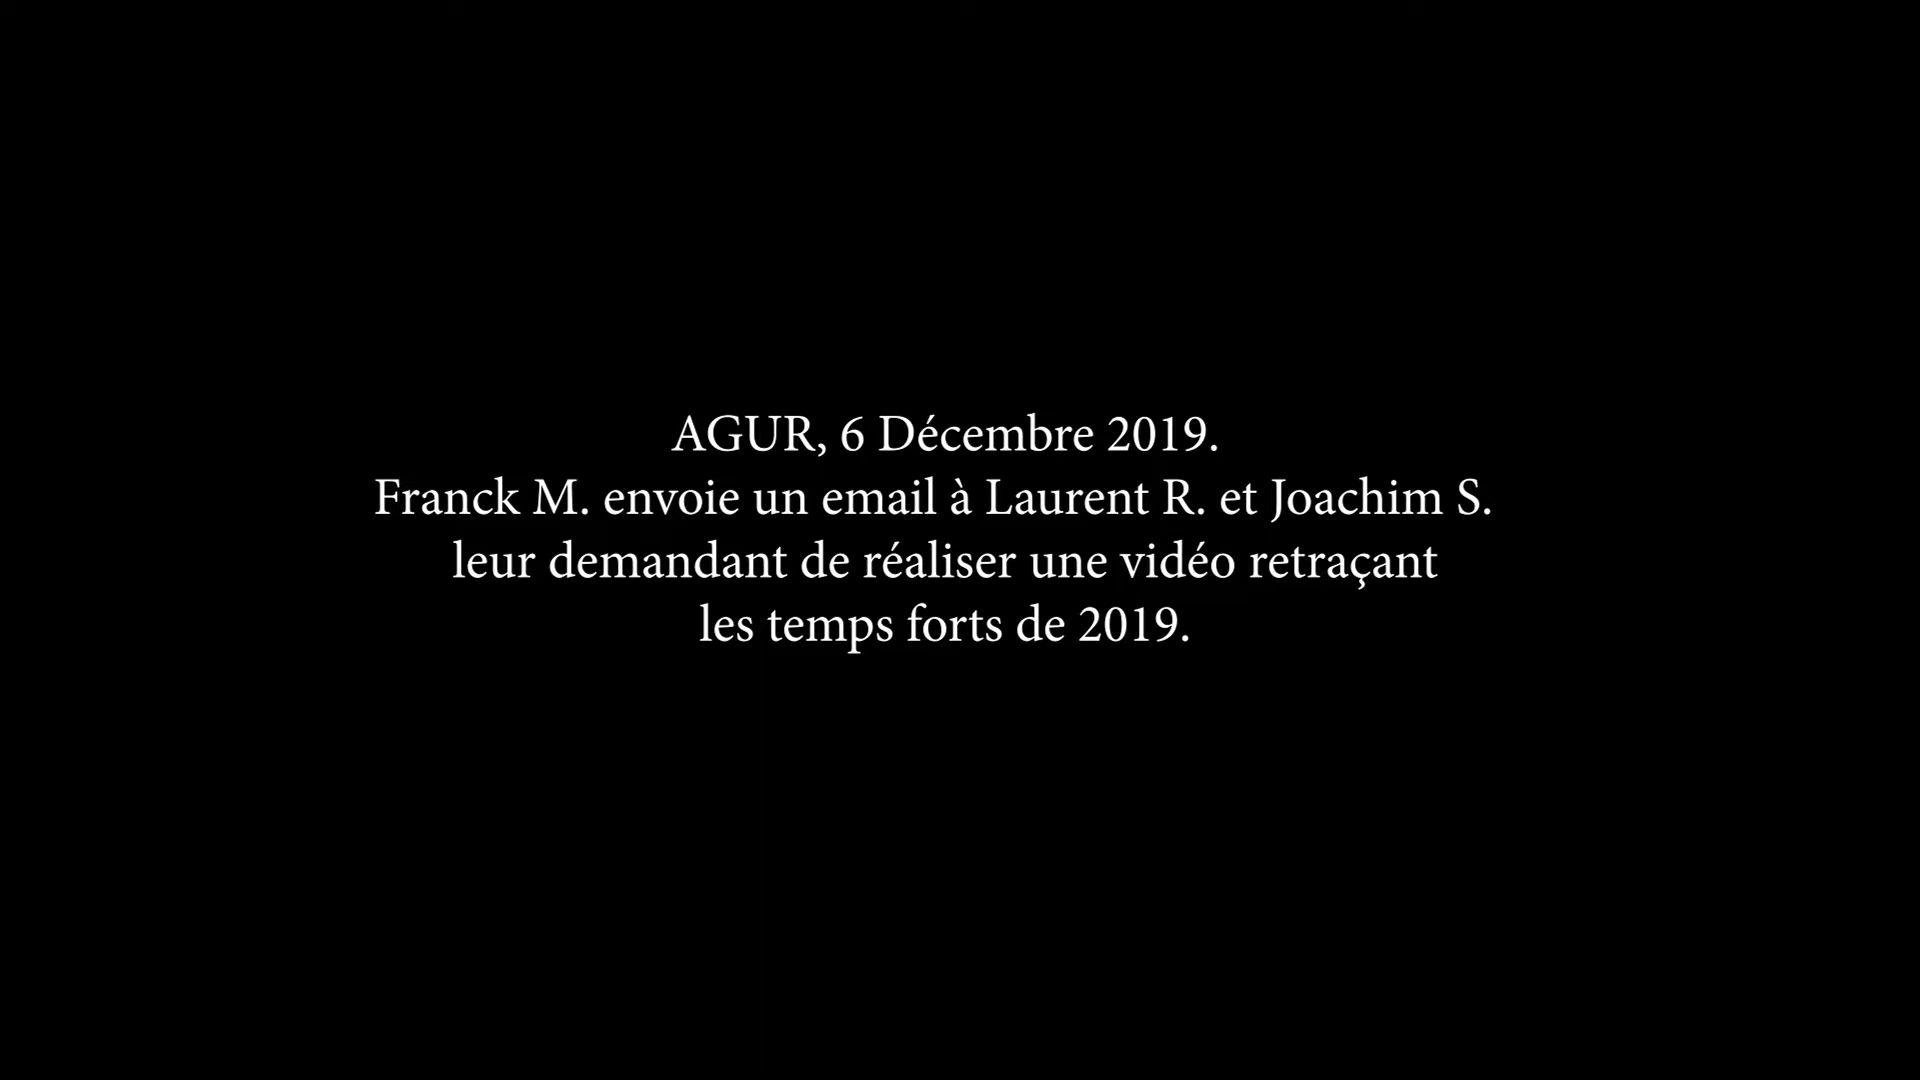 AGUR, 6 Décembre 2019.
Franck M. envoie un email à Laurent R. et Joachim S.
leur demandant de réaliser une vidéo retraçant
les temps forts de 2019.